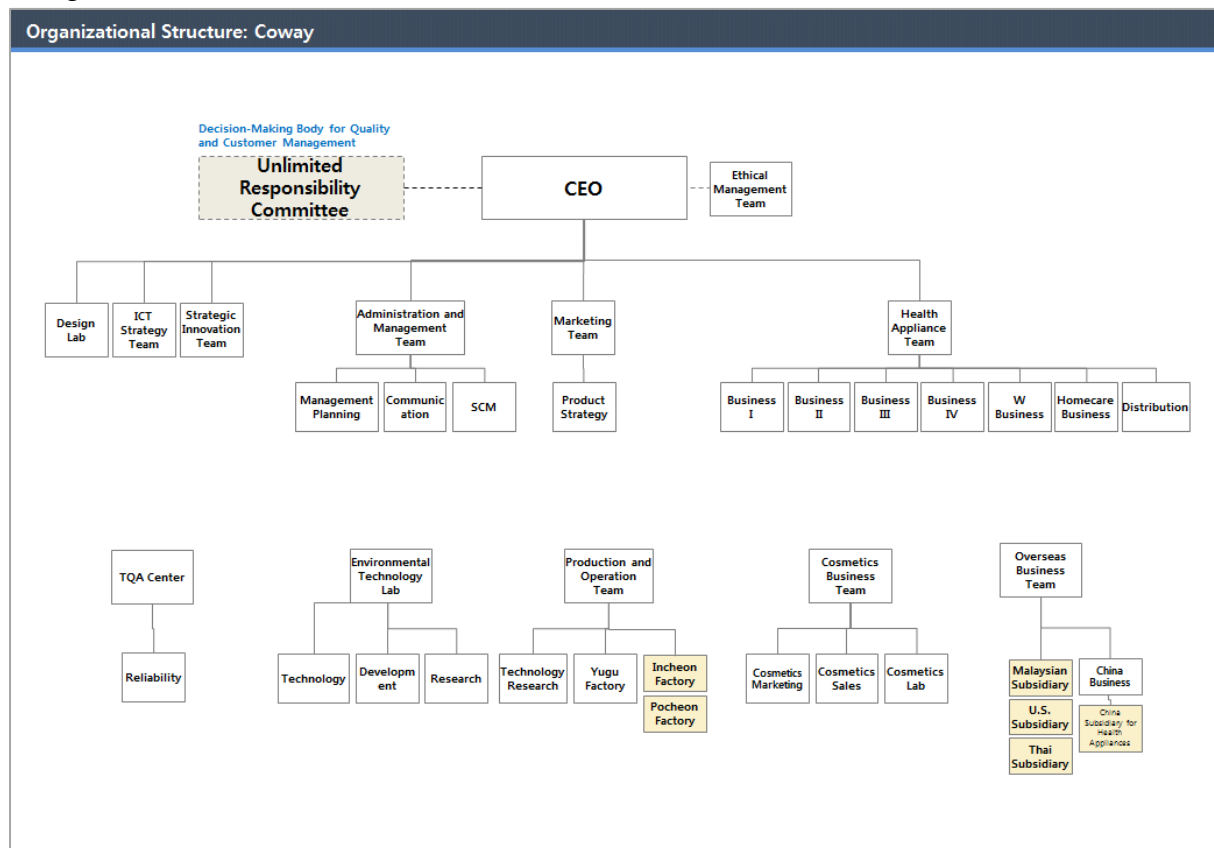 Organizational Structure: Coway
Decision-Making Body for Quality
and Customer Management
Unlimited
Responsibility
Committee
CEO
Ethical
Management
Team
Design
Lab
ICT
Strategy
Team
Strategic
Innovation
Team
Administration and
Management
Team
Marketing
Team
Health
Appliance
Team
Management
Planning
Communic
ation
SCM
Product
Strategy
Business
I
Business
II
Business
III
Business
IV
W
Business
Homecare
Business
Distribution
TQA Center
Environmental
Technology
Lab
Production and
Operation
Team
Cosmetics
Business
Team
Overseas
Business
Team
Reliability
Technology
Developm
ent
Research
Technology
Research
Yugu
Factory
Incheon
Factory
Pocheon
Factory
Cosmetics
Marketing
Cosmetics
Sales
Cosmetics
Lab
Malaysian
Subsidiary
U.S.
Subsidiary
Thai
Subsidiary
China
Business
China
Subsidiary for
Health
Appliances